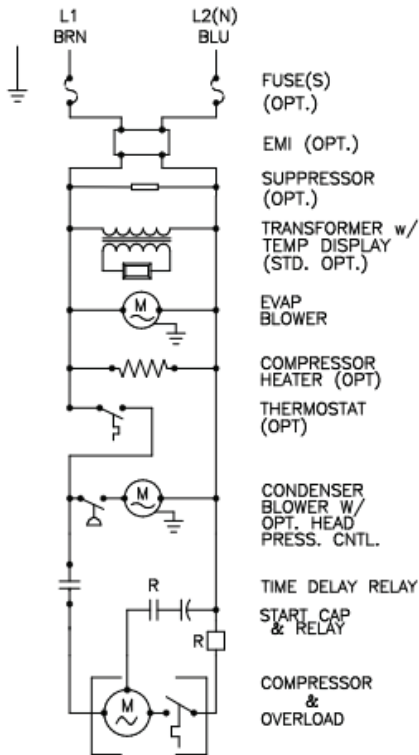 L1 L2(N)
BRN BLU
FUSE(S)
(OPT.)
EMI (OPT.)
SUPPRESSOR
(OPT.)
TRANSFORMER w/
TEMP DISPLAY
(STD. OPT.)
M
EVAP
BLOWER
COMPRESSOR
HEATER (OPT)
THERMOSTAT
(OPT)
M
CONDENSER
BLOWER W/
OPT. HEAD
PRESS. CNTL.
TIME DELAY RELAY
R
START CAP
& RELAY
R
M
COMPRESSOR
&
OVERLOAD